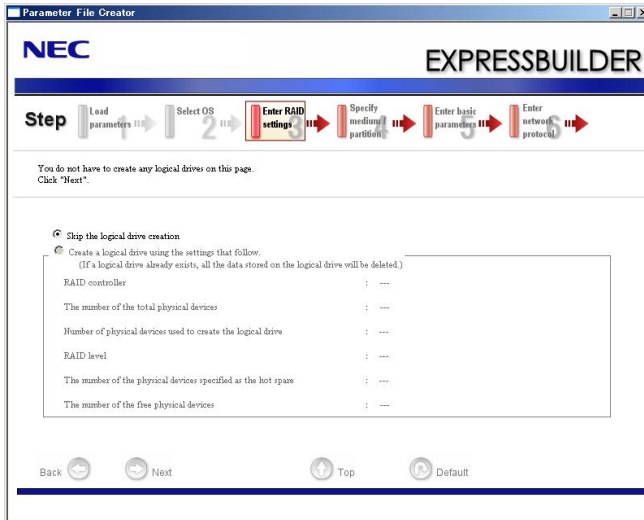 Parameter File Creator
NEC
EXPRESSBUILDER
Step
Load parameters 1
Select OS 2
Enter RAID settings 3
Specify medium / partition 4
Enter basic parameters 5
Enter network protocol 6
You do not have to create any logical drives on this page.
Click "Next".
Skip the logical drive creation
Create a logical drive using the settings that follow.
(If a logical drive already exists, all the data stored on the logical drive will be deleted.)
RAID controller : ---
The number of the total physical devices : ---
Number of physical devices used to create the logical drive : ---
RAID level : ---
The number of the physical devices specified as the hot spare : ---
The number of the free physical devices : ---
Back Next Top Default